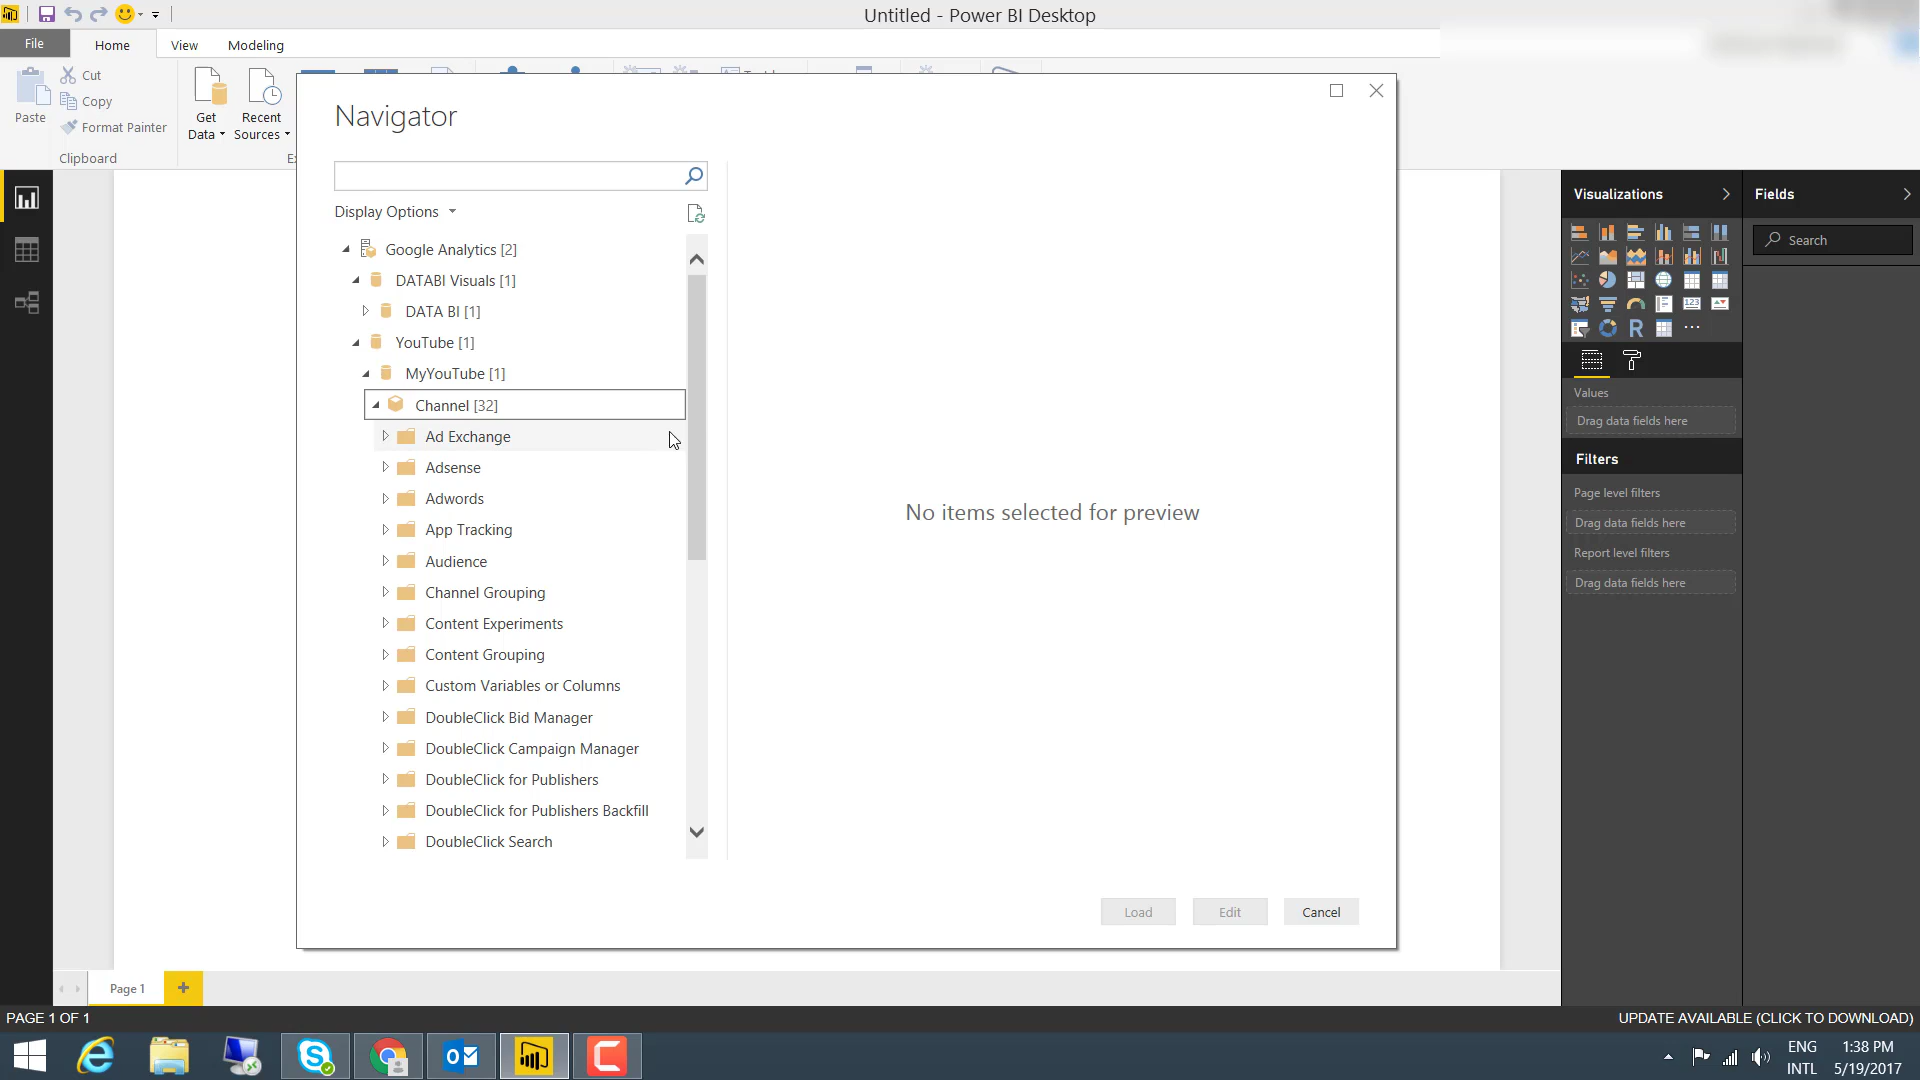 Untitled - Power BI Desktop
File
Home
View
Modeling
Paste
Cut
Copy
Format Painter
Clipboard
Get
Data
Recent
Sources
Navigator
Display Options
Google Analytics [2]
DATABI Visuals [1]
DATA BI [1]
YouTube [1]
MyYouTube [1]
Channel [32]
Ad Exchange
Adsense
Adwords
App Tracking
Audience
Channel Grouping
Content Experiments
Content Grouping
Custom Variables or Columns
DoubleClick Bid Manager
DoubleClick Campaign Manager
DoubleClick for Publishers
DoubleClick for Publishers Backfill
DoubleClick Search
No items selected for preview
Load
Edit
Cancel
Visualizations
Fields
Search
Values
Drag data fields here
Filters
Page level filters
Drag data fields here
Report level filters
Drag data fields here
Page 1
PAGE 1 OF 1
UPDATE AVAILABLE (CLICK TO DOWNLOAD)
ENG
INTL
1:38 PM
5/19/2017